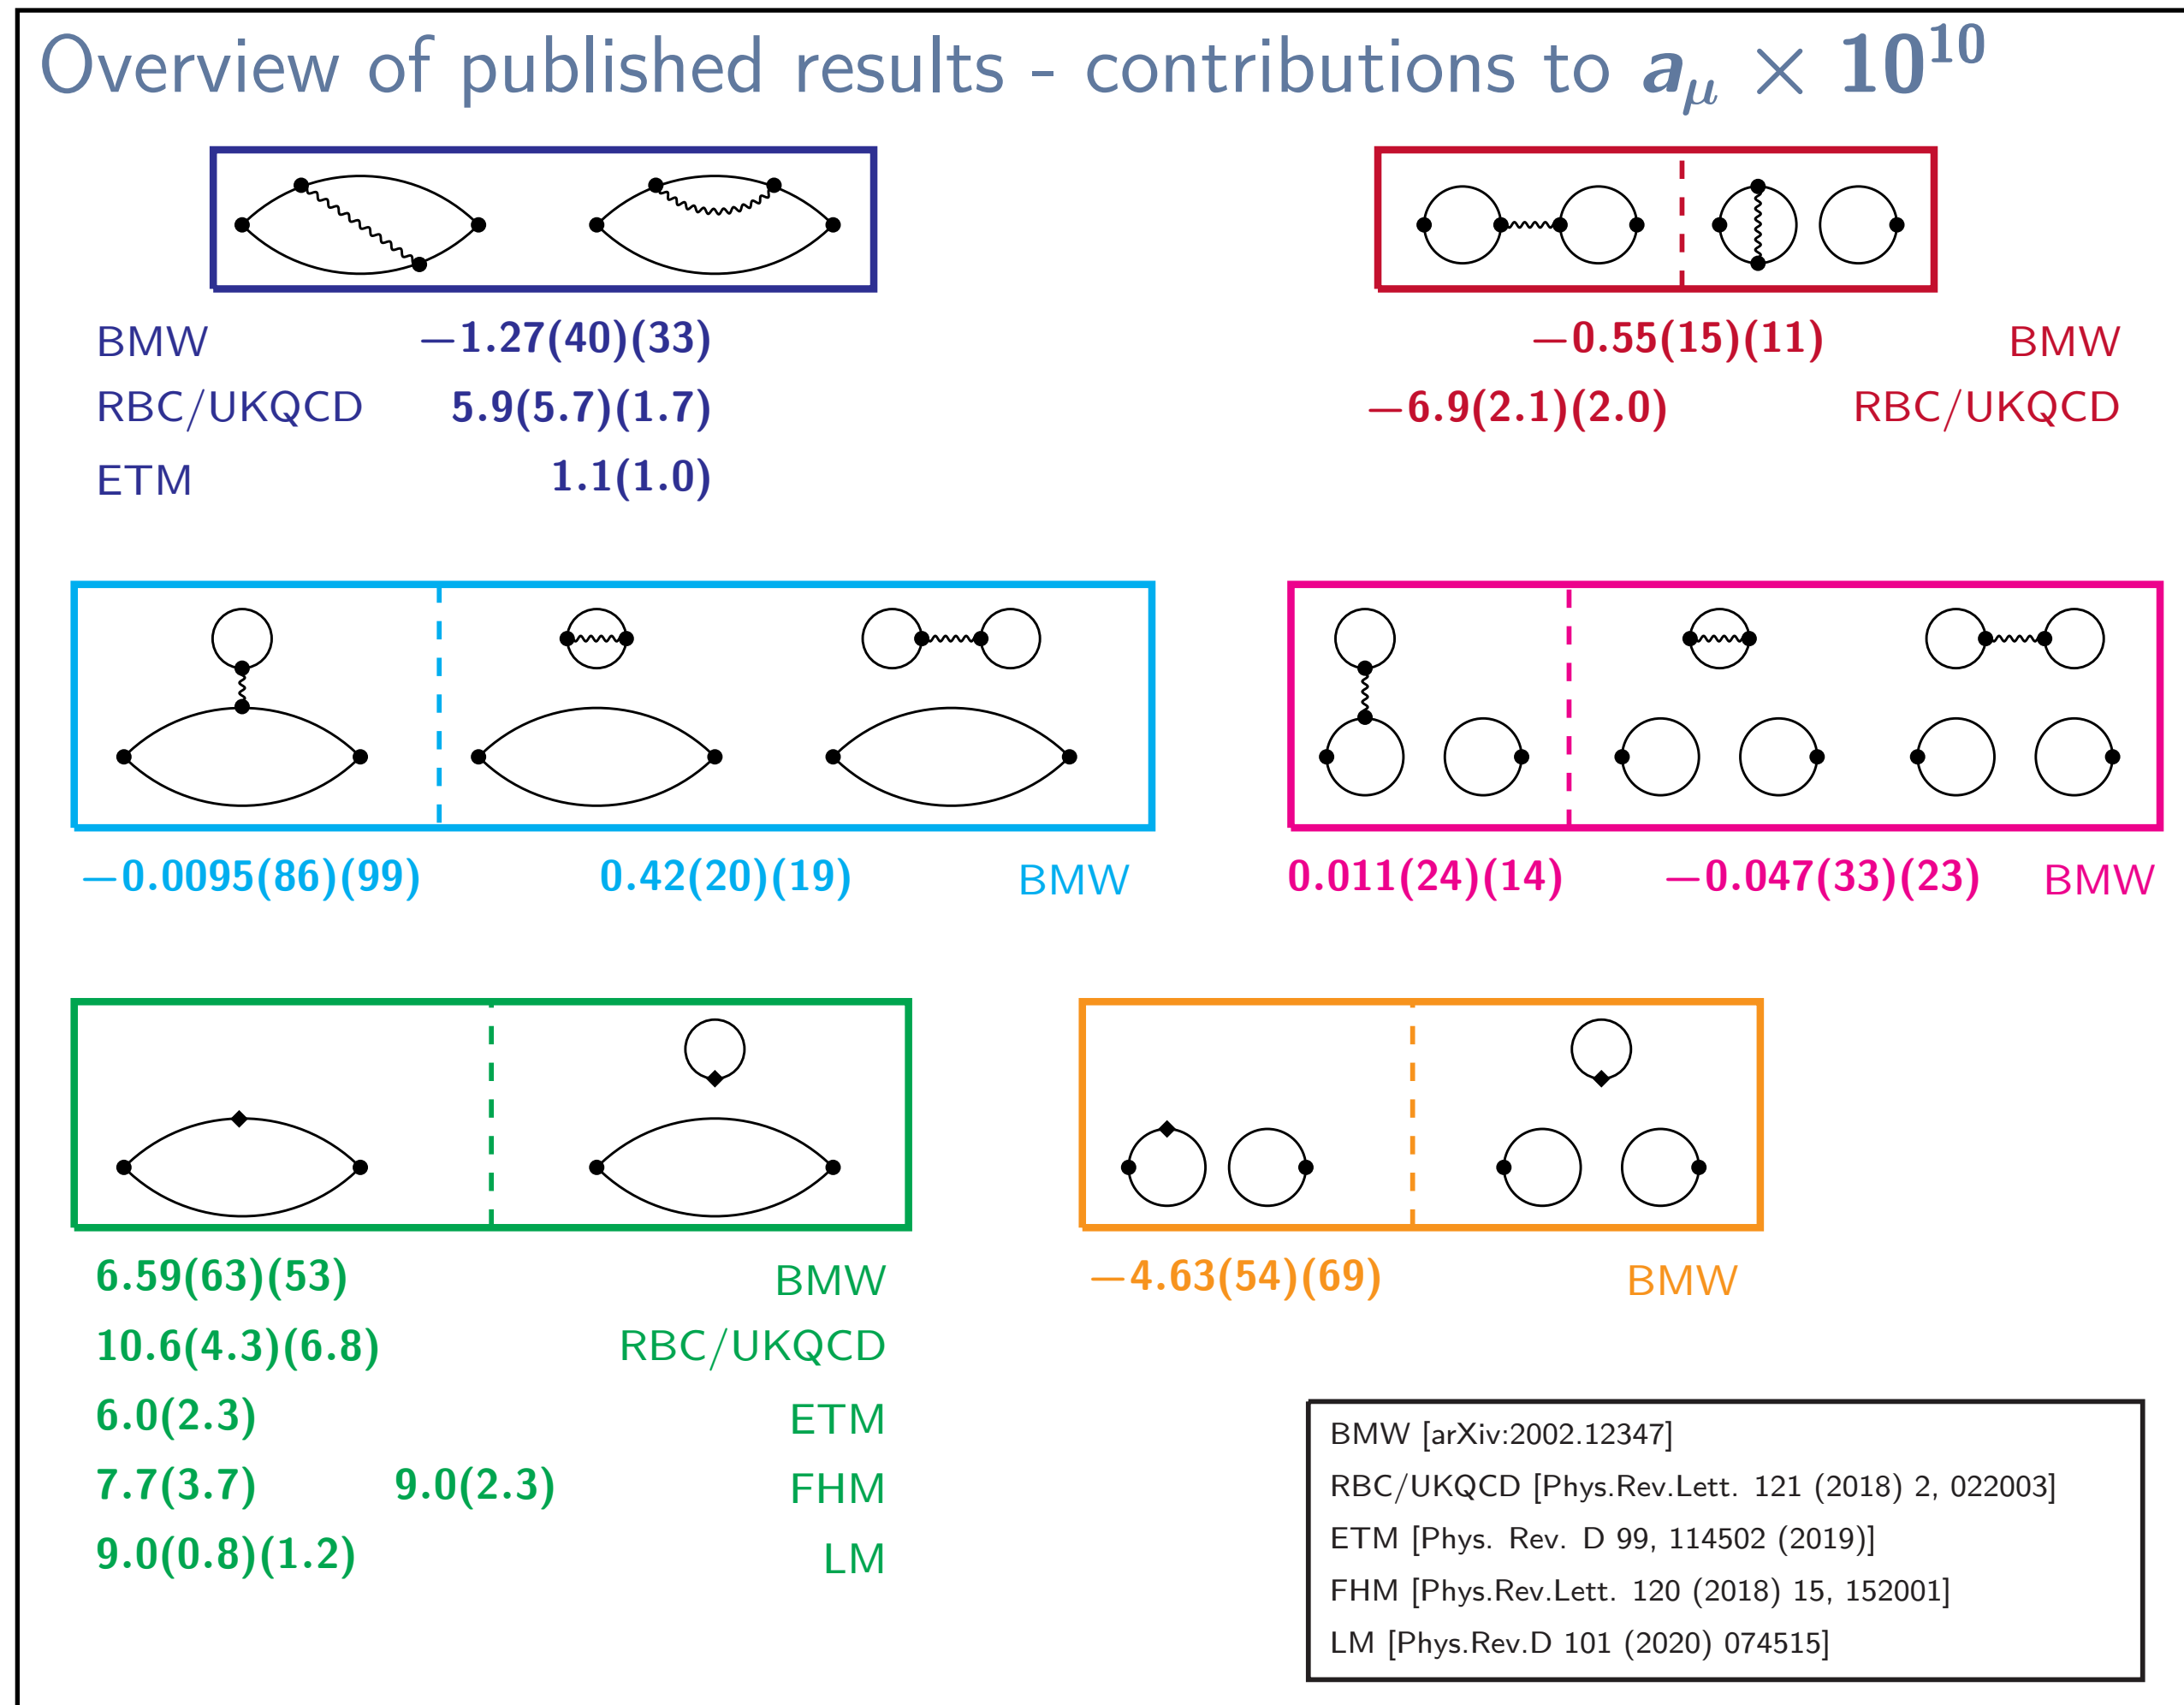 Overview of published results - contributions to aμ × 10¹⁰
BMW −1.27(40)(33)
RBC/UKQCD 5.9(5.7)(1.7)
ETM 1.1(1.0)
−0.55(15)(11) BMW
−6.9(2.1)(2.0) RBC/UKQCD
−0.0095(86)(99) 0.42(20)(19) BMW
0.011(24)(14) −0.047(33)(23) BMW
6.59(63)(53) BMW
10.6(4.3)(6.8) RBC/UKQCD
6.0(2.3) ETM
7.7(3.7) 9.0(2.3) FHM
9.0(0.8)(1.2) LM
−4.63(54)(69) BMW
BMW [arXiv:2002.12347]
RBC/UKQCD [Phys.Rev.Lett. 121 (2018) 2, 022003]
ETM [Phys. Rev. D 99, 114502 (2019)]
FHM [Phys.Rev.Lett. 120 (2018) 15, 152001]
LM [Phys.Rev.D 101 (2020) 074515]